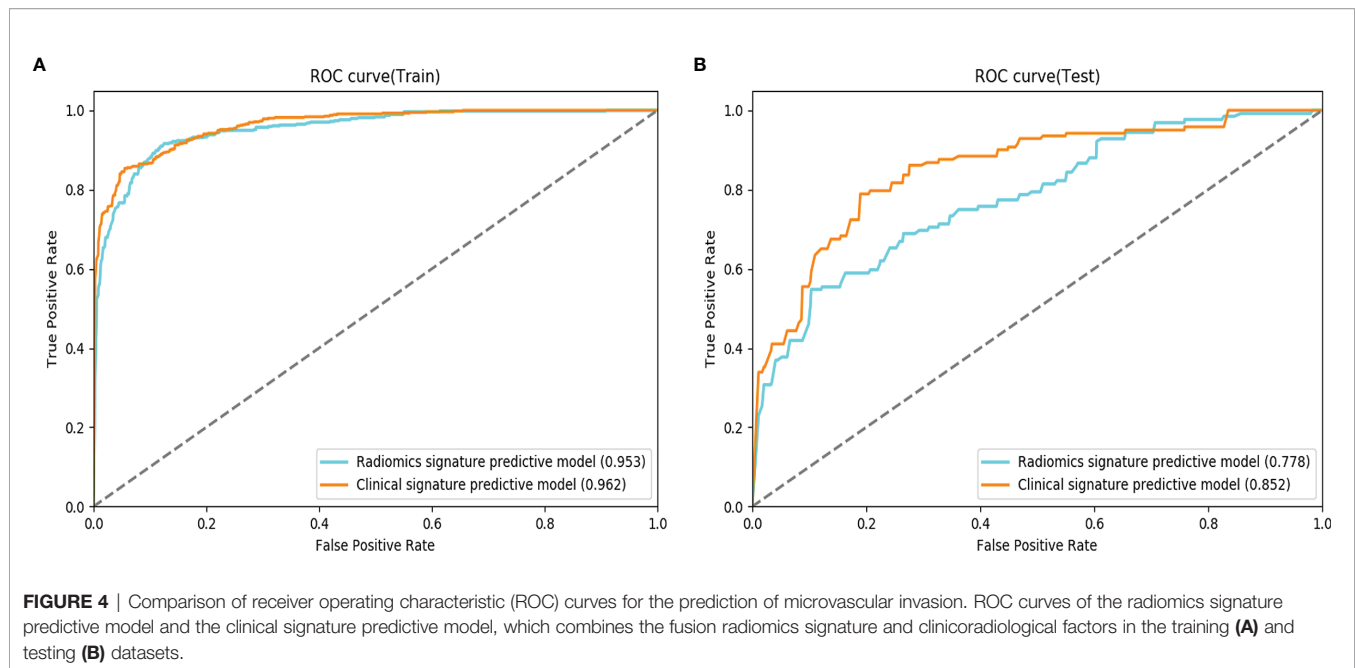 A
ROC curve(Train)
1.0
0.8
0.6
0.4
0.2
0.0
True Positive Rate
0.0 0.2 0.4 0.6 0.8 1.0
False Positive Rate
Radiomics signature predictive model (0.953)
Clinical signature predictive model (0.962)
B
ROC curve(Test)
1.0
0.8
0.6
0.4
0.2
0.0
True Positive Rate
0.0 0.2 0.4 0.6 0.8 1.0
False Positive Rate
Radiomics signature predictive model (0.778)
Clinical signature predictive model (0.852)
FIGURE 4 | Comparison of receiver operating characteristic (ROC) curves for the prediction of microvascular invasion. ROC curves of the radiomics signature
predictive model and the clinical signature predictive model, which combines the fusion radiomics signature and clinicoradiological factors in the training (A) and
testing (B) datasets.